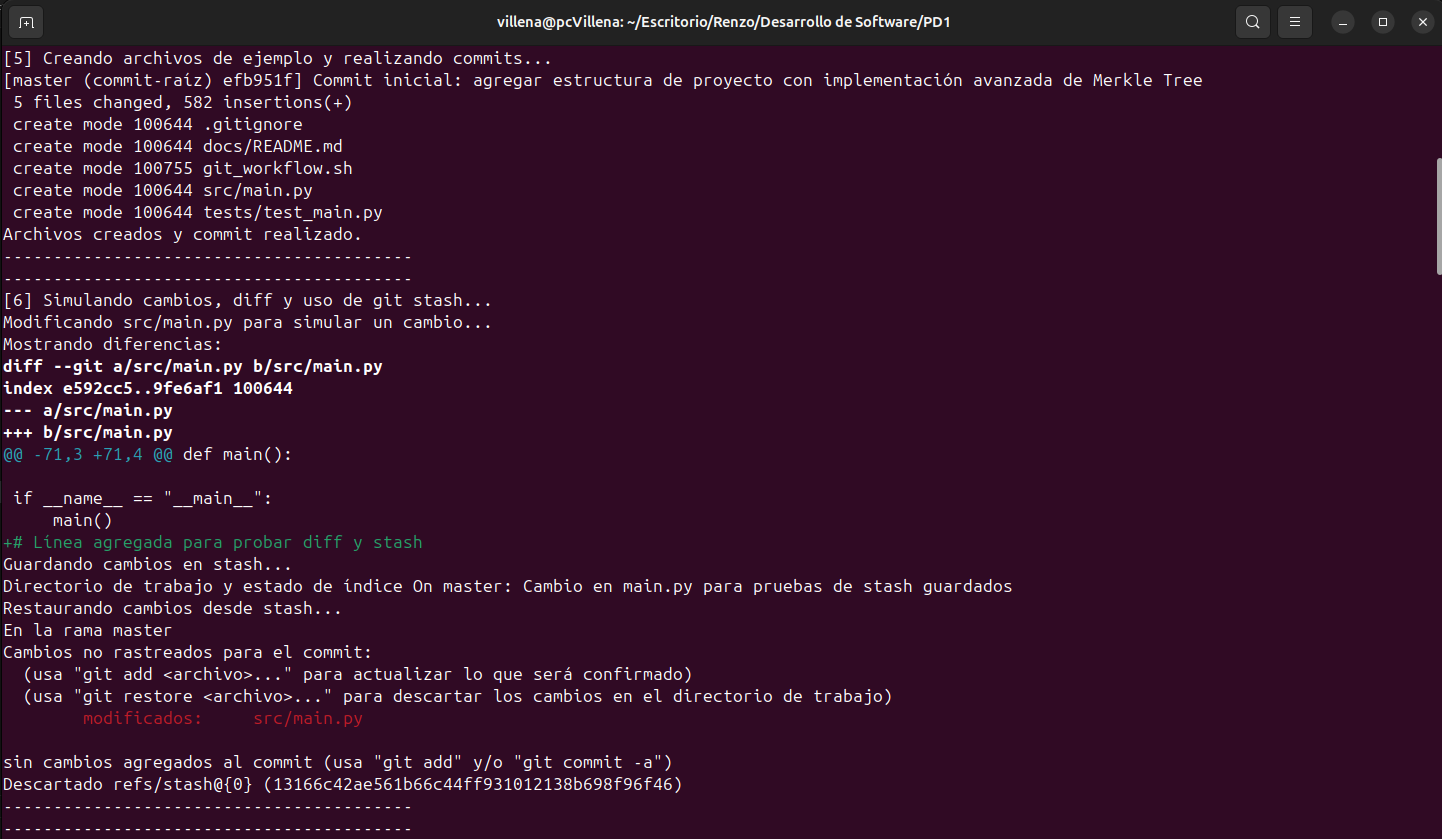 villena@pcVillena: ~/Escritorio/Renzo/Desarrollo de Software/PD1
[5] Creando archivos de ejemplo y realizando commits...
[master (commit-raíz) efb951f] Commit inicial: agregar estructura de proyecto con implementación avanzada de Merkle Tree
 5 files changed, 582 insertions(+)
 create mode 100644 .gitignore
 create mode 100644 docs/README.md
 create mode 100755 git_workflow.sh
 create mode 100644 src/main.py
 create mode 100644 tests/test_main.py
Archivos creados y commit realizado.
-----------------------------------------
-----------------------------------------
[6] Simulando cambios, diff y uso de git stash...
Modificando src/main.py para simular un cambio...
Mostrando diferencias:
diff --git a/src/main.py b/src/main.py
index e592cc5..9fe6af1 100644
--- a/src/main.py
+++ b/src/main.py
@@ -71,3 +71,4 @@ def main():
 if __name__ == "__main__":
     main()
+# Línea agregada para probar diff y stash
Guardando cambios en stash...
Directorio de trabajo y estado de índice On master: Cambio en main.py para pruebas de stash guardados
Restaurando cambios desde stash...
En la rama master
Cambios no rastreados para el commit:
  (usa "git add <archivo>..." para actualizar lo que será confirmado)
  (usa "git restore <archivo>..." para descartar los cambios en el directorio de trabajo)
        modificados:     src/main.py
sin cambios agregados al commit (usa "git add" y/o "git commit -a")
Descartado refs/stash@{0} (13166c42ae561b66c44ff931012138b698f96f46)
-----------------------------------------
-----------------------------------------